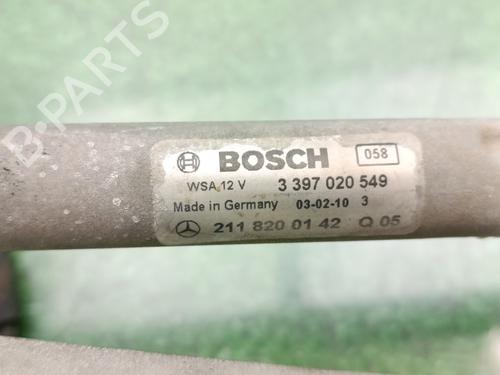 B-PARTS
BOSCH 058
WSA 12 V 3 397 020 549
Made in Germany 03-02-10 3
211 820 01 42 Q 05